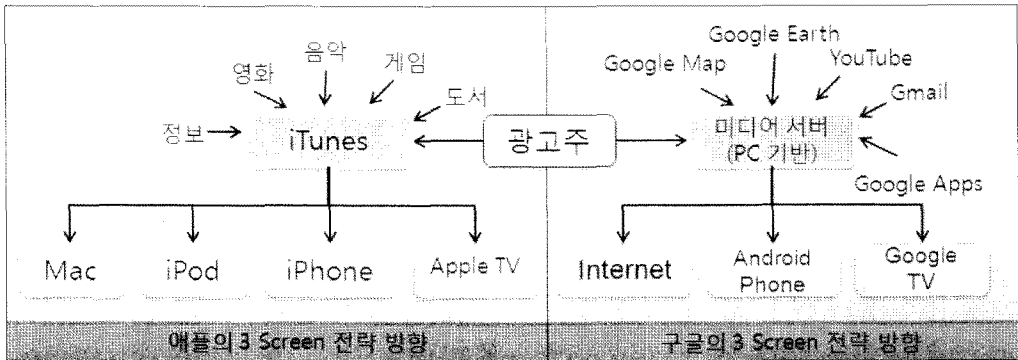 음악
영화
게임
정보
도서
iTunes
광고주
Google Earth
Google Map
YouTube
Gmail
미디어 서버
(PC 기반)
Google Apps
Mac
iPod
iPhone
Apple TV
Internet
Android
Phone
Google
TV
애플의 3 Screen 전략 방향
구글의 3 Screen 전략 방향